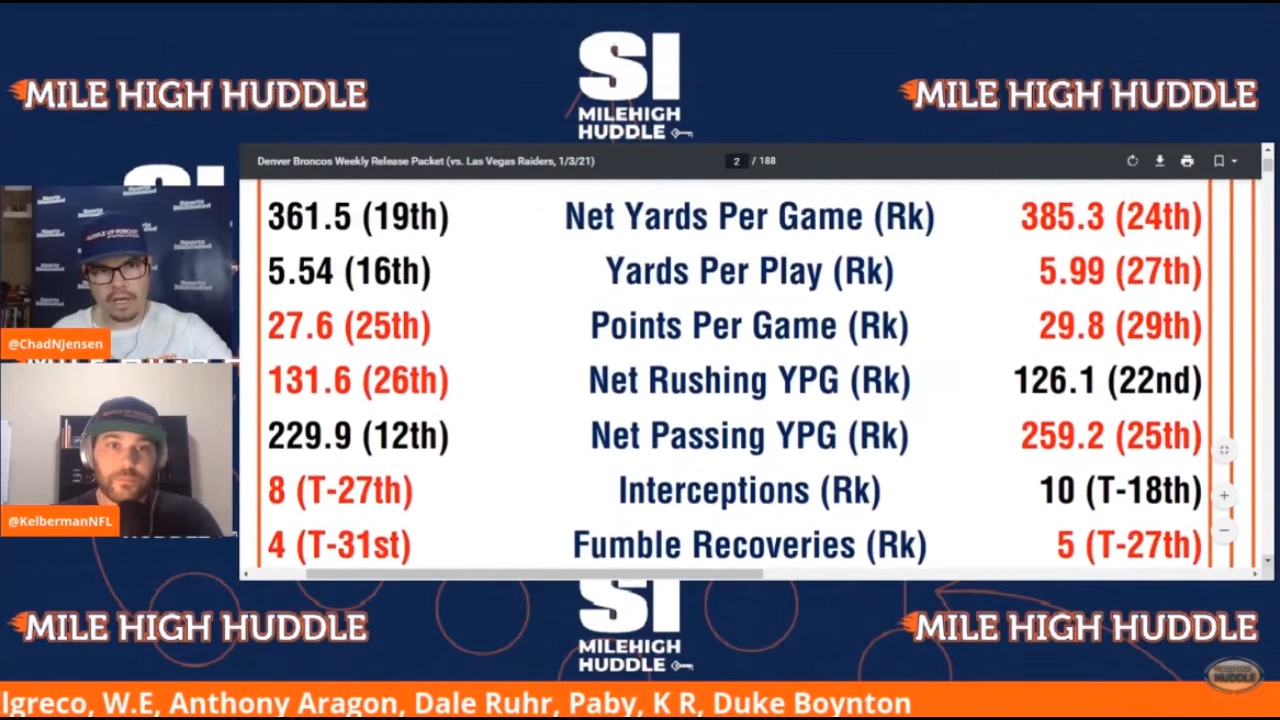 SI
MILE HIGH HUDDLE
MILEHIGH
HUDDLE
MILE HIGH HUDDLE
Denver Broncos Weekly Release Packet (vs. Las Vegas Raiders, 1/3/21)
2 / 188
361.5 (19th) Net Yards Per Game (Rk) 385.3 (24th)
5.54 (16th) Yards Per Play (Rk) 5.99 (27th)
27.6 (25th) Points Per Game (Rk) 29.8 (29th)
131.6 (26th) Net Rushing YPG (Rk) 126.1 (22nd)
229.9 (12th) Net Passing YPG (Rk) 259.2 (25th)
8 (T-27th) Interceptions (Rk) 10 (T-18th)
4 (T-31st) Fumble Recoveries (Rk) 5 (T-27th)
@ChadNJensen
@KelbermanNFL
SI
MILE HIGH HUDDLE
MILEHIGH
HUDDLE
MILE HIGH HUDDLE
HUDDLE
lgreco, W.E, Anthony Aragon, Dale Ruhr, Paby, K R, Duke Boynton